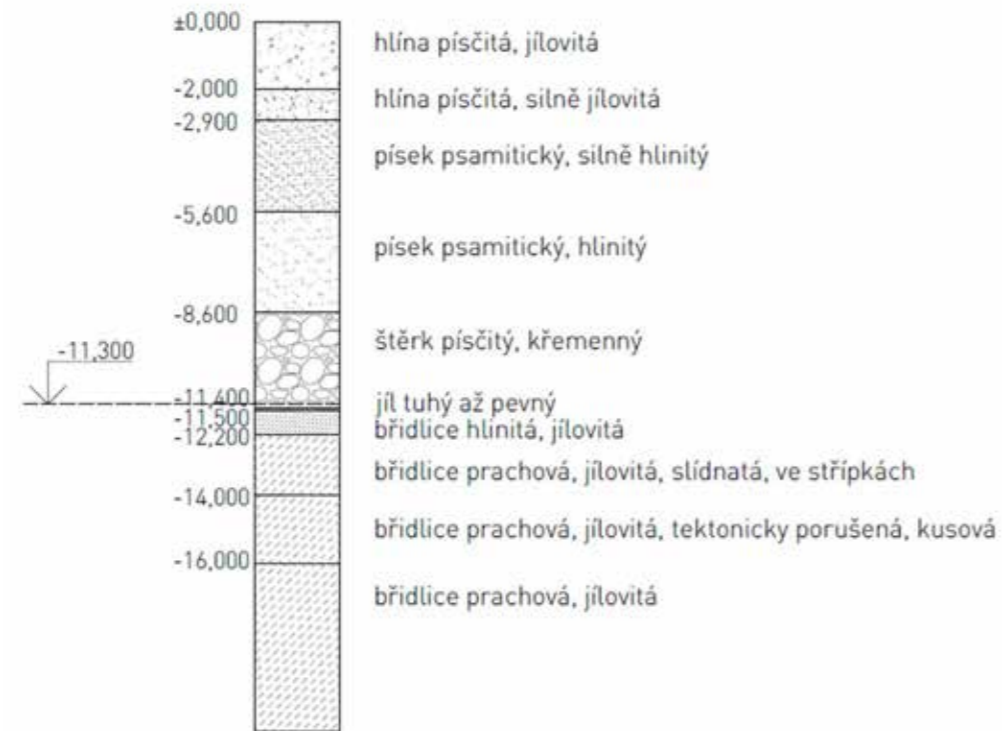 ±0,000
hlína písčitá, jílovitá
-2,000
hlína písčitá, silně jílovitá
-2,900
písek psamitický, silně hlinitý
-5,600
písek psamitický, hlinitý
-8,600
štěrk písčitý, křemenný
-11,300
-11,400
jíl tuhý až pevný
-11,500
břidlice hlinitá, jílovitá
-12,200
břidlice prachová, jílovitá, slídnatá, ve střípkách
-14,000
břidlice prachová, jílovitá, tektonicky porušená, kusová
-16,000
břidlice prachová, jílovitá